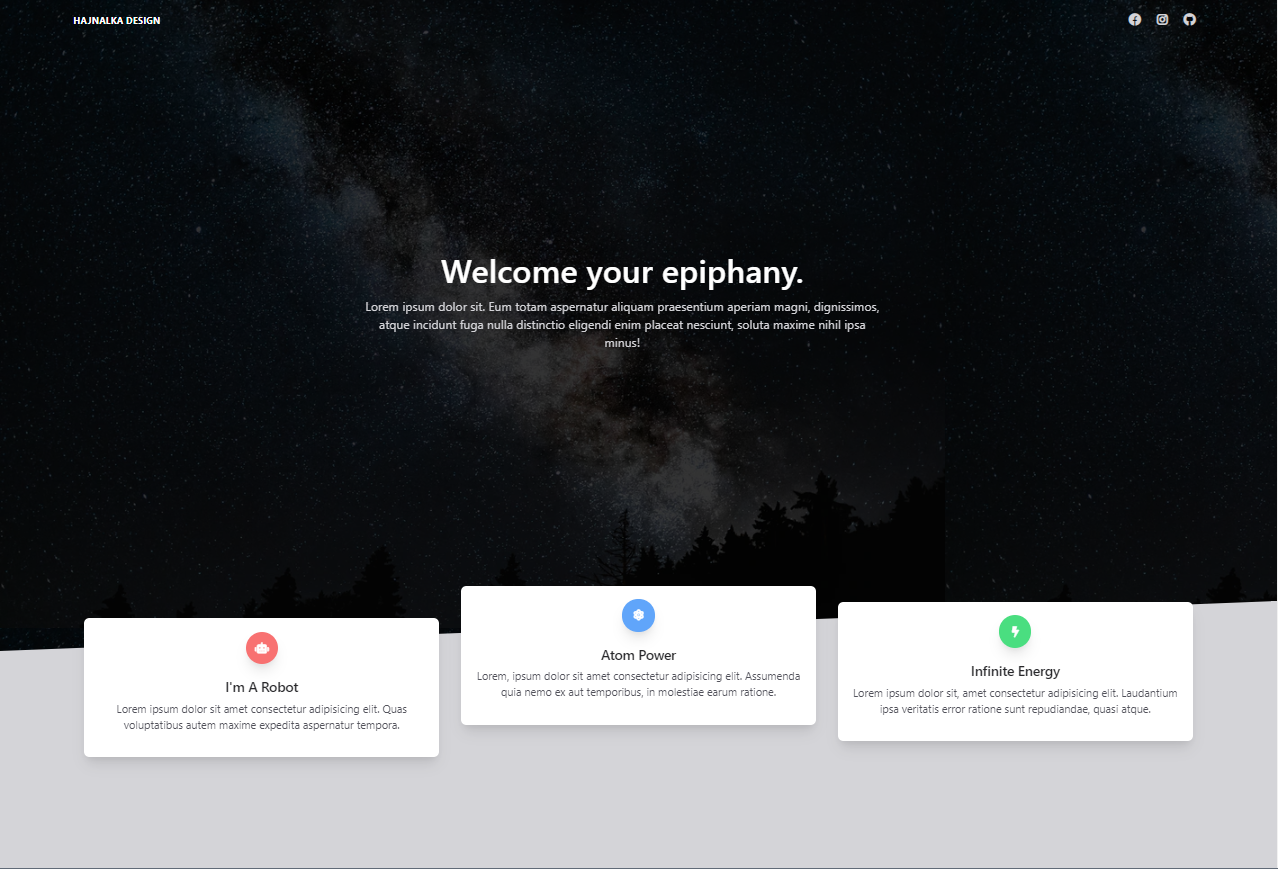 HAJNALKA DESIGN
Welcome your epiphany.
Lorem ipsum dolor sit. Eum totam aspernatur aliquam praesentium aperiam magni, dignissimos,
atque incidunt fuga nulla distinctio eligendi enim placeat nesciunt, soluta maxime nihil ipsa
minus!
I'm A Robot
Lorem ipsum dolor sit amet consectetur adipisicing elit. Quas
voluptatibus autem maxime expedita aspernatur tempora.
Atom Power
Lorem, ipsum dolor sit amet consectetur adipisicing elit. Assumenda
quia nemo ex aut temporibus, in molestiae earum ratione.
Infinite Energy
Lorem ipsum dolor sit, amet consectetur adipisicing elit. Laudantium
ipsa veritatis error ratione sunt repudiandae, quasi atque.